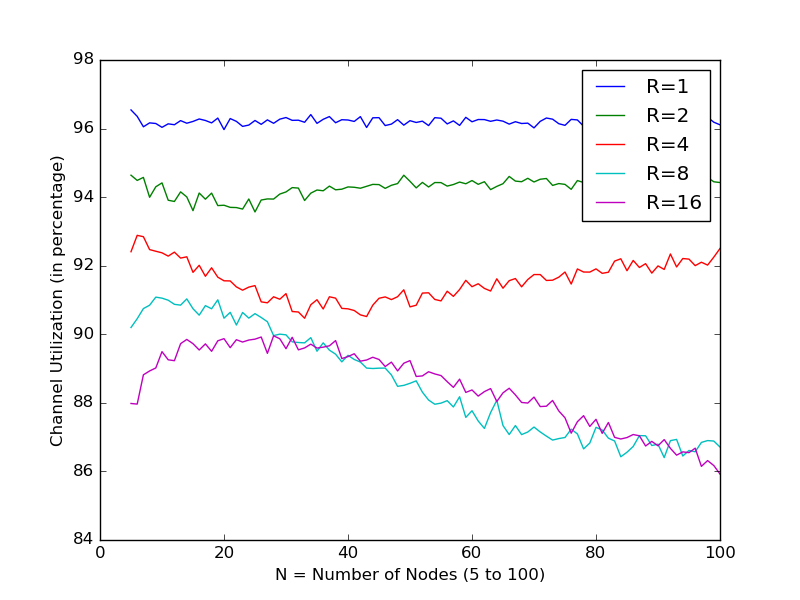 98
96
94
92
90
88
86
84
0
20
40
60
80
100
Channel Utilization (in percentage)
N = Number of Nodes (5 to 100)
R=1
R=2
R=4
R=8
R=16